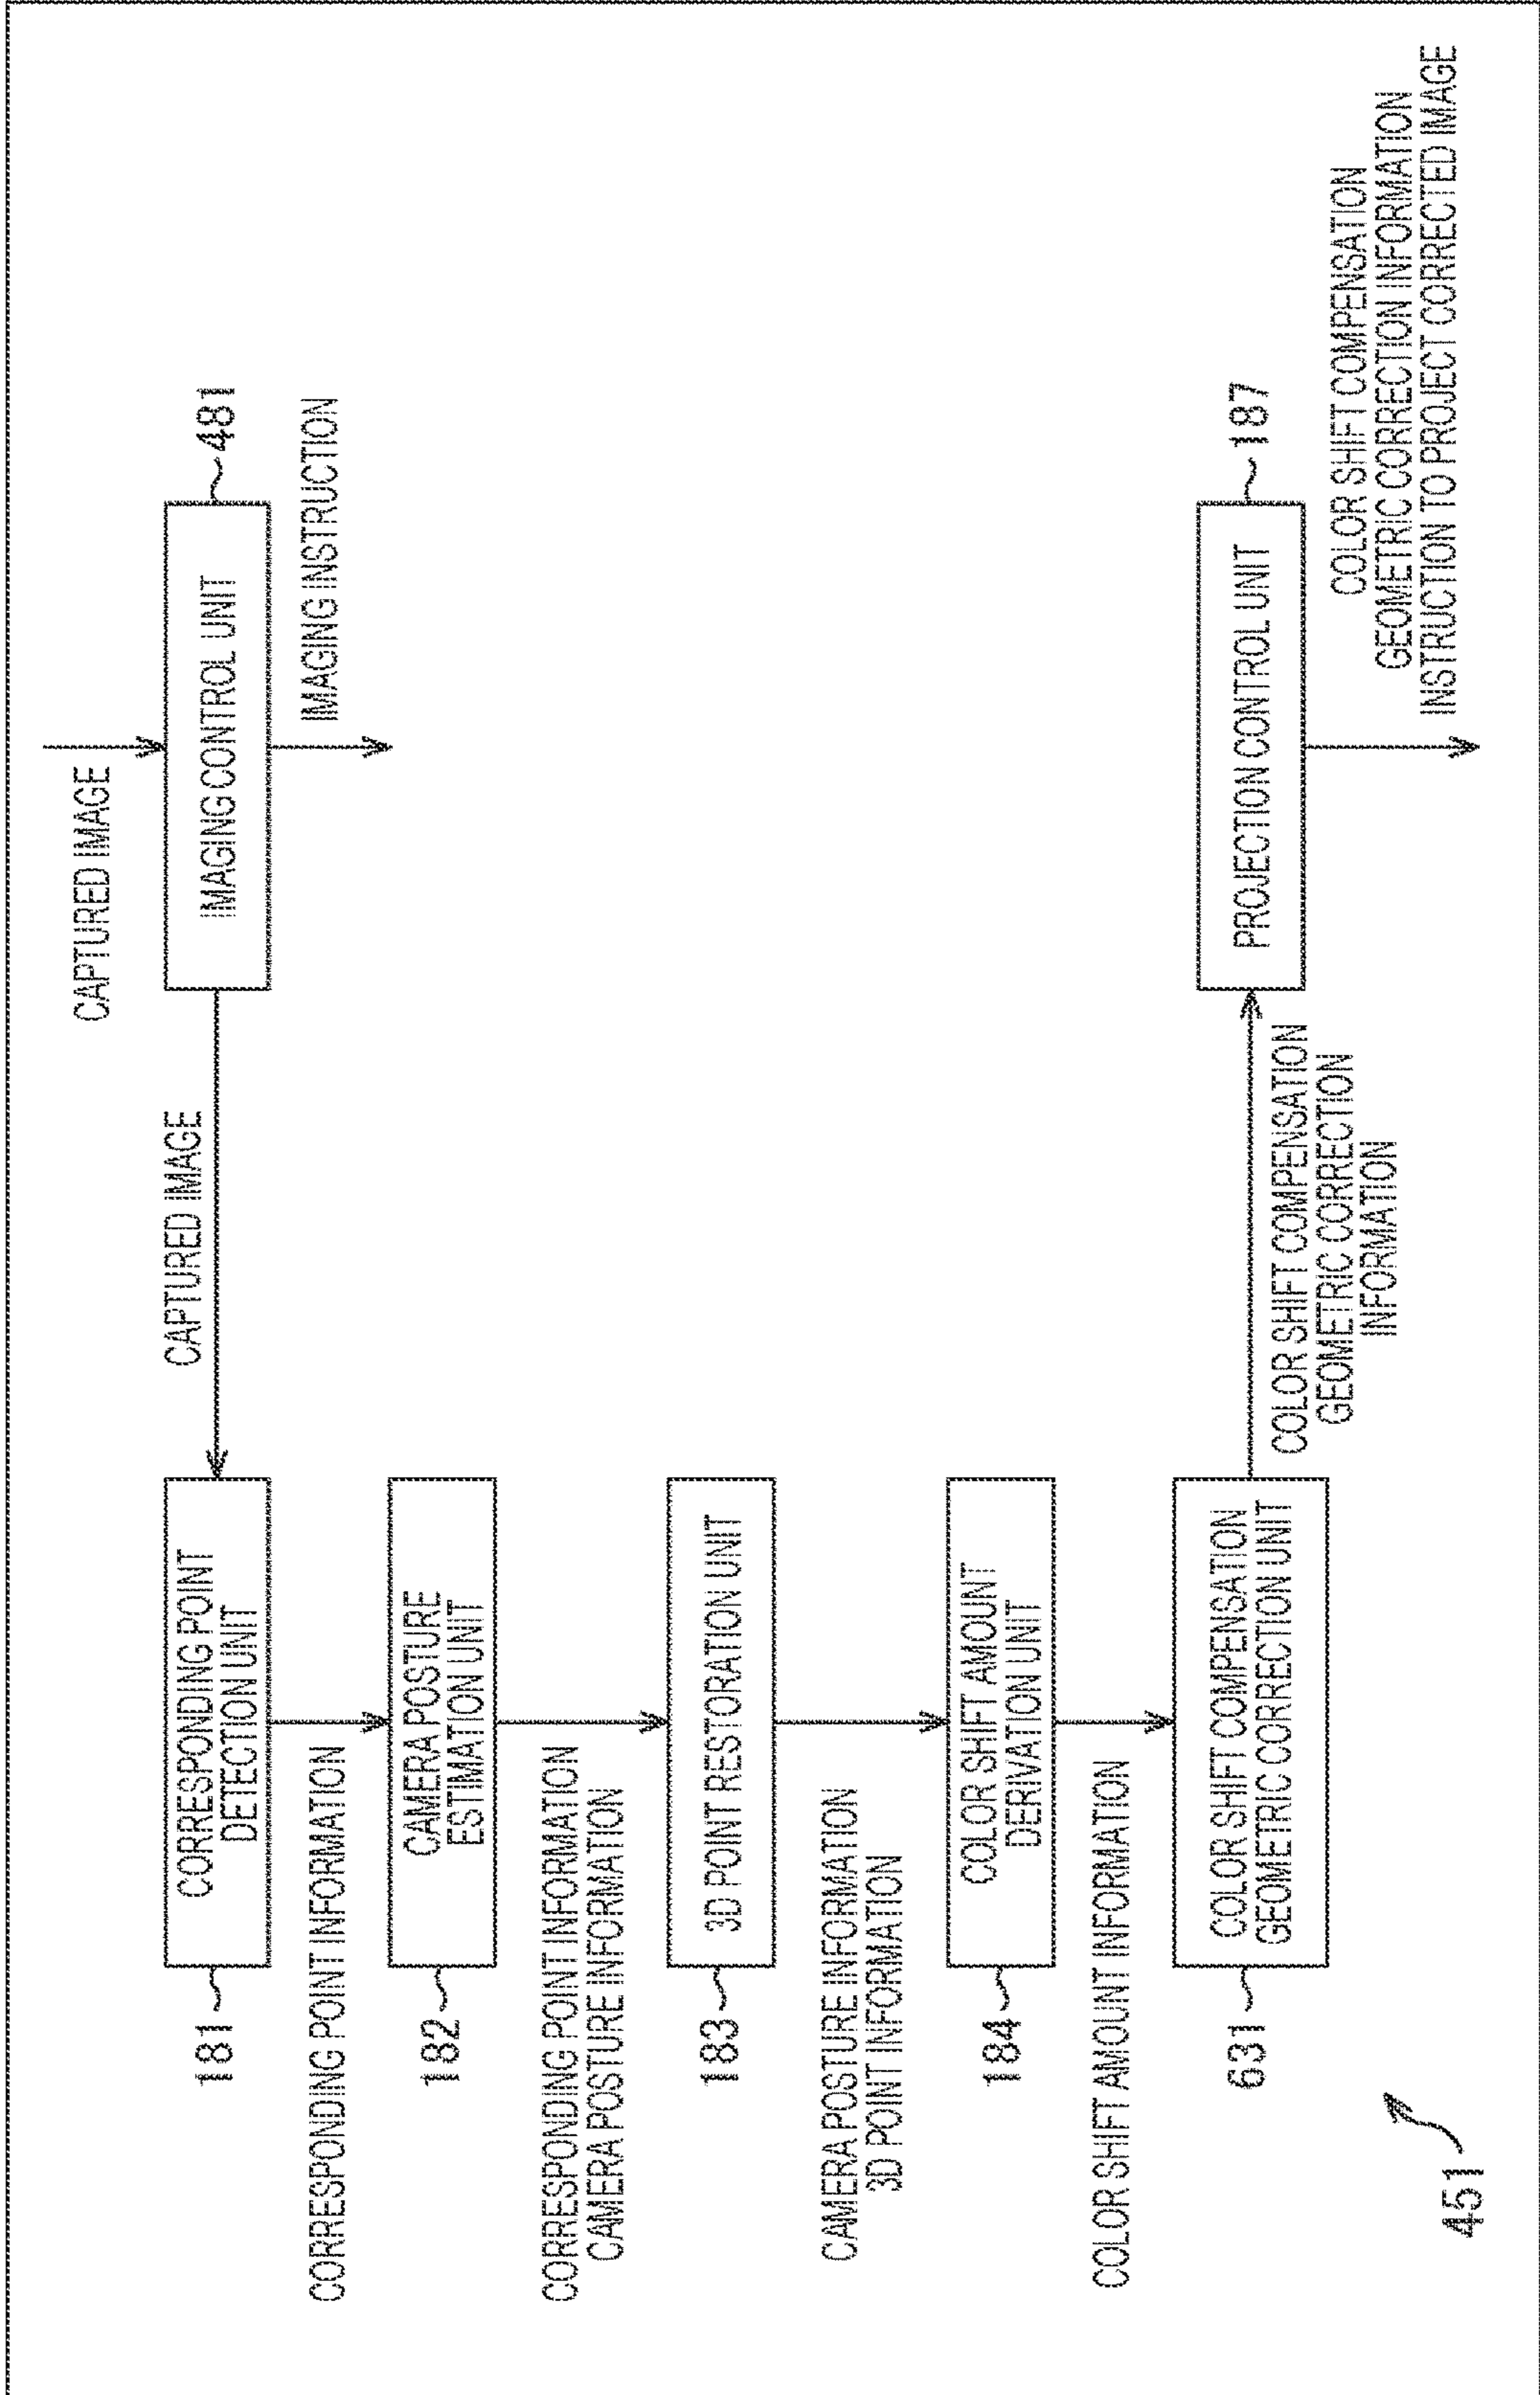 CAPTURED IMAGE
IMAGING CONTROL UNIT
481
IMAGING INSTRUCTION
CAPTURED IMAGE
181
CORRESPONDING POINT
DETECTION UNIT
CORRESPONDING POINT INFORMATION
182
CAMERA POSTURE
ESTIMATION UNIT
CORRESPONDING POINT INFORMATION
CAMERA POSTURE INFORMATION
183
3D POINT RESTORATION UNIT
CAMERA POSTURE INFORMATION
3D POINT INFORMATION
184
COLOR SHIFT AMOUNT
DERIVATION UNIT
COLOR SHIFT AMOUNT INFORMATION
631
COLOR SHIFT COMPENSATION
GEOMETRIC CORRECTION UNIT
COLOR SHIFT COMPENSATION
GEOMETRIC CORRECTION
INFORMATION
PROJECTION CONTROL UNIT
187
COLOR SHIFT COMPENSATION
GEOMETRIC CORRECTION INFORMATION
INSTRUCTION TO PROJECT CORRECTED IMAGE
451